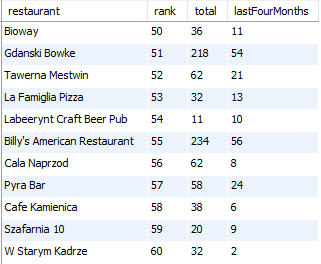 restaurant rank total lastFourMonths
Bioway 50 36 11
Gdanski Bowke 51 218 54
Tawerna Mestwin 52 62 21
La Famiglia Pizza 53 32 13
Labeerynt Craft Beer Pub 54 11 10
Billy's American Restaurant 55 234 56
Cala Naprzod 56 62 8
Pyra Bar 57 58 24
Cafe Kamienica 58 38 6
Szafarnia 10 59 20 9
W Starym Kadrze 60 32 2